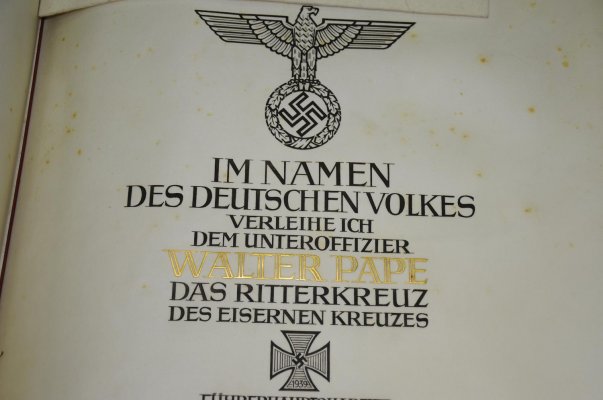 IM NAMEN
DES DEUTSCHEN VOLKES
VERLEIHE ICH
DEM UNTEROFFIZIER
WALTER PAPE
DAS RITTERKREUZ
DES EISERNEN KREUZES
1939